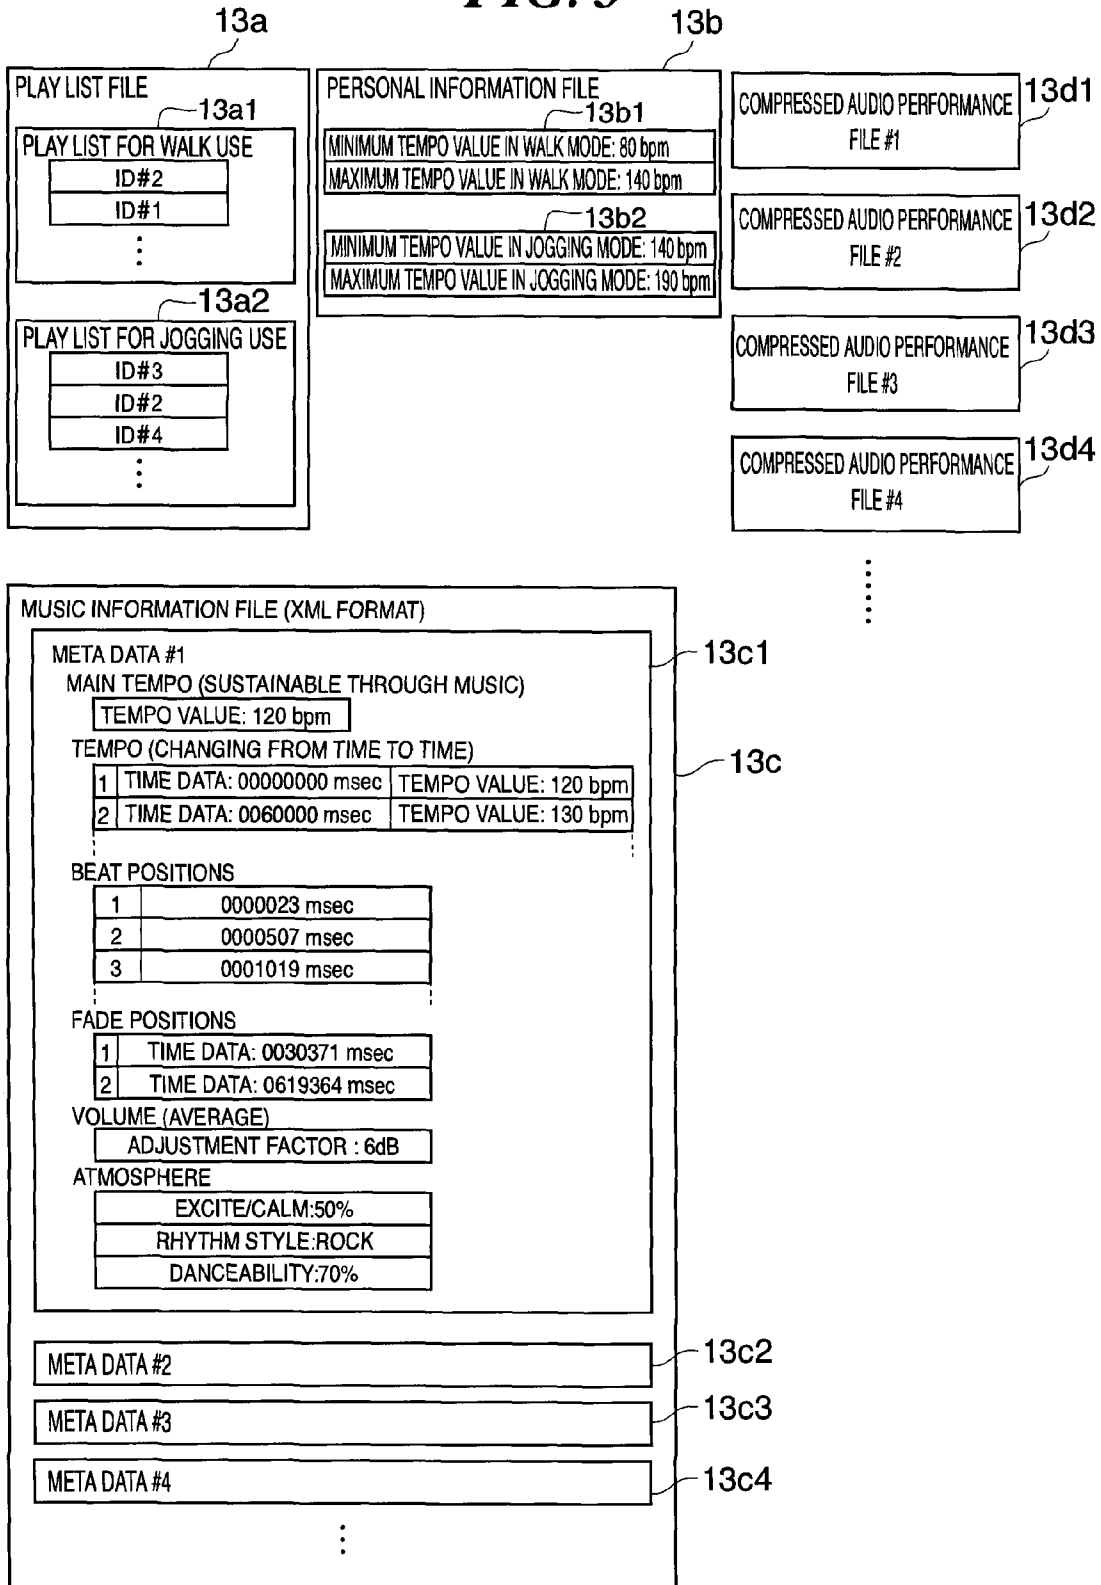 13a
13b
PLAY LIST FILE
13a1
PLAY LIST FOR WALK USE
ID#2
ID#1
13a2
PLAY LIST FOR JOGGING USE
ID#3
ID#2
ID#4
PERSONAL INFORMATION FILE
13b1
MINIMUM TEMPO VALUE IN WALK MODE: 80 bpm
MAXIMUM TEMPO VALUE IN WALK MODE: 140 bpm
13b2
MINIMUM TEMPO VALUE IN JOGGING MODE: 140 bpm
MAXIMUM TEMPO VALUE IN JOGGING MODE: 190 bpm
COMPRESSED AUDIO PERFORMANCE
FILE #1
13d1
COMPRESSED AUDIO PERFORMANCE
FILE #2
13d2
COMPRESSED AUDIO PERFORMANCE
FILE #3
13d3
COMPRESSED AUDIO PERFORMANCE
FILE #4
13d4
MUSIC INFORMATION FILE (XML FORMAT)
META DATA #1
13c1
MAIN TEMPO (SUSTAINABLE THROUGH MUSIC)
TEMPO VALUE: 120 bpm
TEMPO (CHANGING FROM TIME TO TIME)
13c
1 TIME DATA: 00000000 msec TEMPO VALUE: 120 bpm
2 TIME DATA: 0060000 msec TEMPO VALUE: 130 bpm
BEAT POSITIONS
1 0000023 msec
2 0000507 msec
3 0001019 msec
FADE POSITIONS
1 TIME DATA: 0030371 msec
2 TIME DATA: 0619364 msec
VOLUME (AVERAGE)
ADJUSTMENT FACTOR : 6dB
ATMOSPHERE
EXCITE/CALM:50%
RHYTHM STYLE:ROCK
DANCEABILITY:70%
META DATA #2
13c2
META DATA #3
13c3
META DATA #4
13c4